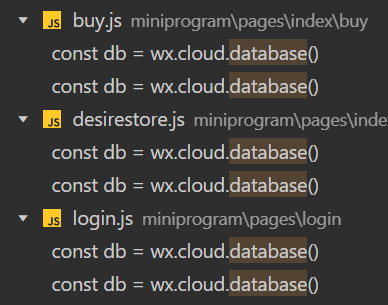 JS buy.js miniprogram\pages\index\buy
const db = wx.cloud.database()
const db = wx.cloud.database()
JS desirestore.js miniprogram\pages\inde
const db = wx.cloud.database()
const db = wx.cloud.database()
JS login.js miniprogram\pages\login
const db = wx.cloud.database()
const db = wx.cloud.database()